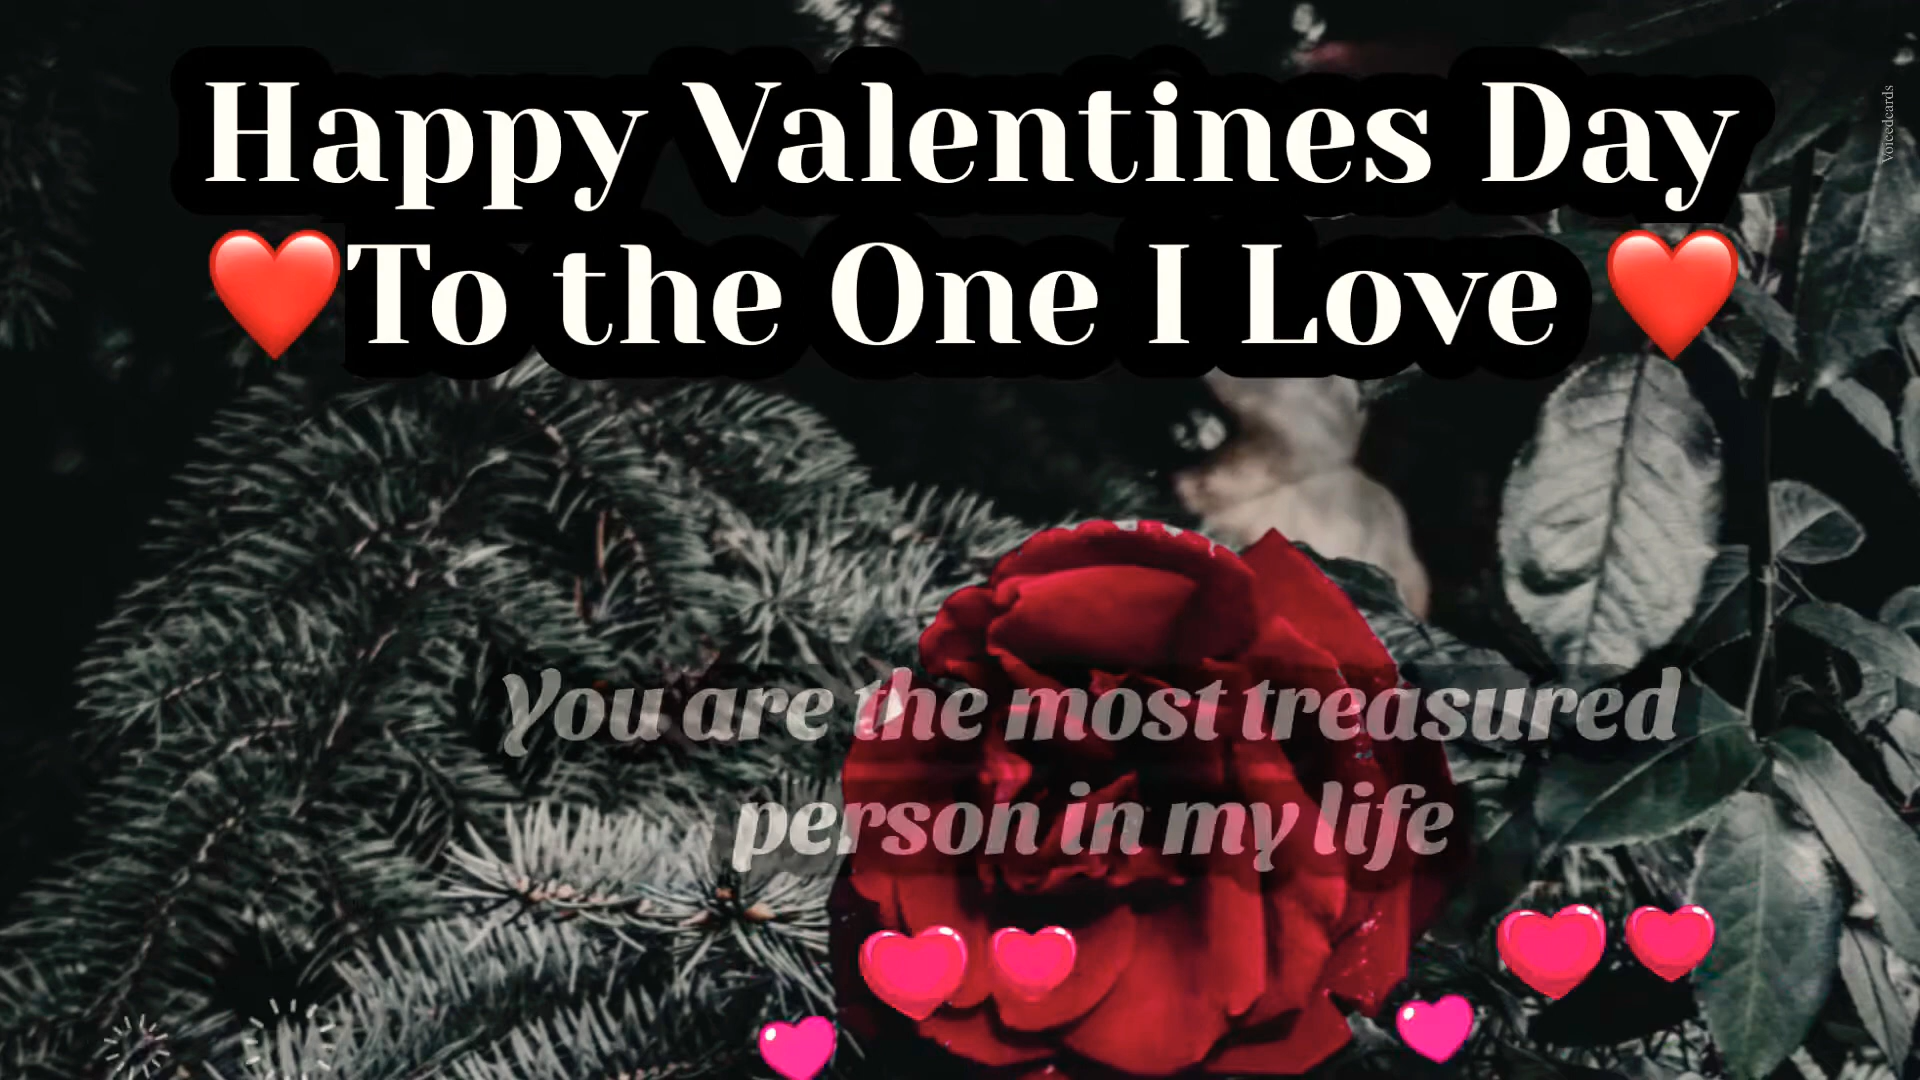 Happy Valentines Day
❤️To the One I Love ❤️
You are the most treasured
person in my life
Voicedcards